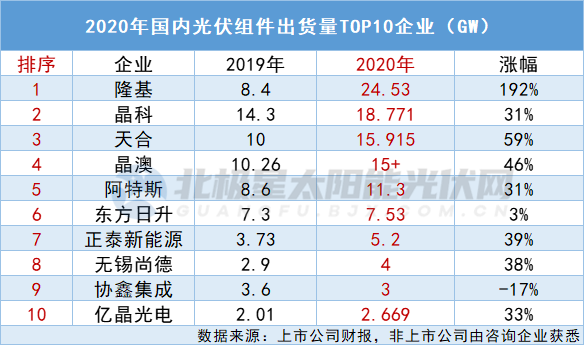 2020年国内光伏组件出货量TOP10企业（GW）
排序 企业 2019年 2020年 涨幅
1 隆基 8.4 24.53 192%
2 晶科 14.3 18.771 31%
3 天合 10 15.915 59%
4 晶澳 10.26 15+ 46%
5 阿特斯 8.6 11.3 31%
6 东方日升 7.3 7.53 3%
7 正泰新能源 3.73 5.2 39%
8 无锡尚德 2.9 4 38%
9 协鑫集成 3.6 3 -17%
10 亿晶光电 2.01 2.669 33%
数据来源：上市公司财报，非上市公司由咨询企业获悉
北极星太阳能光伏网